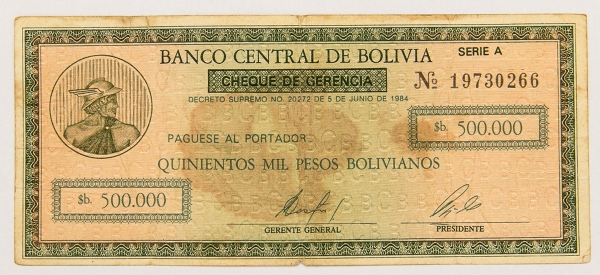 BANCO CENTRAL DE BOLIVIA
SERIE A
CHEQUE DE GERENCIA
No 19730266
DECRETO SUPREMO NO. 20272 DE 5 DE JUNIO DE 1984
PAGUESE AL PORTADOR
$b. 500.000
QUINIENTOS MIL PESOS BOLIVIANOS
$b. 500.000
GERENTE GENERAL
PRESIDENTE